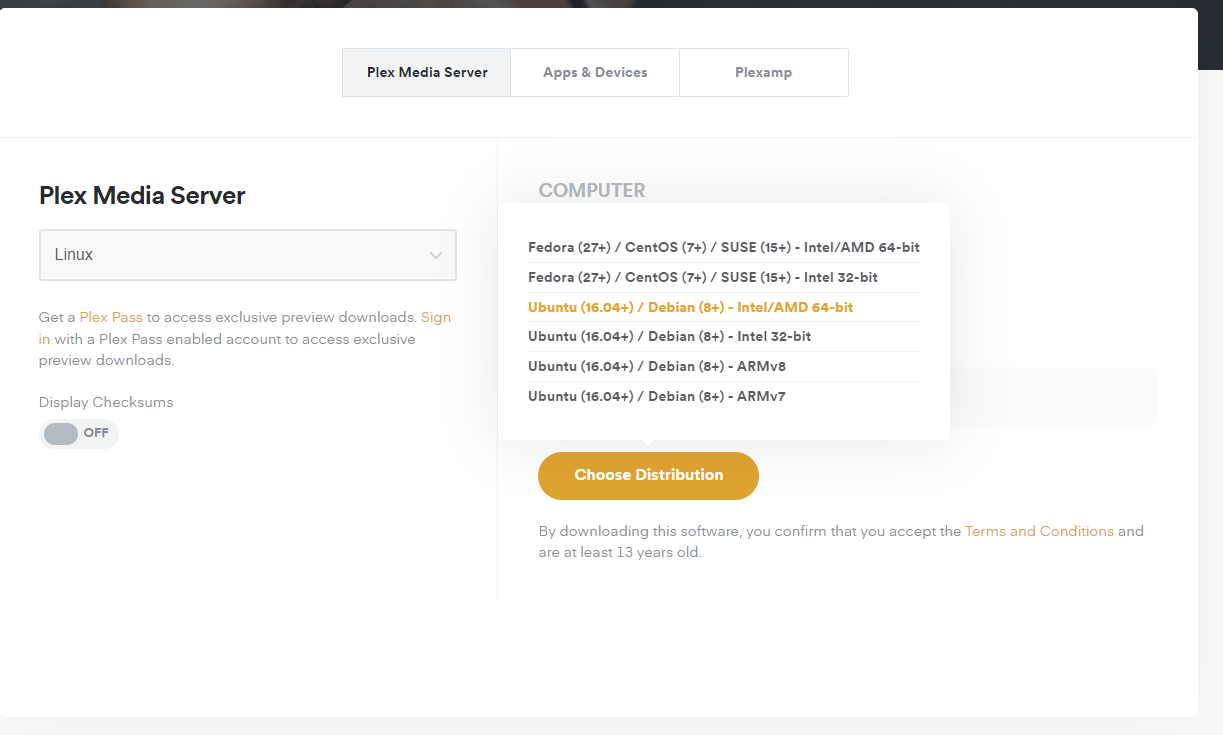 Plex Media Server
Apps & Devices
Plexamp
Plex Media Server
Linux
Get a Plex Pass to access exclusive preview downloads. Sign
in with a Plex Pass enabled account to access exclusive
preview downloads.
Display Checksums
OFF
COMPUTER
Fedora (27+) / CentOS (7+) / SUSE (15+) - Intel/AMD 64-bit
Fedora (27+) / CentOS (7+) / SUSE (15+) - Intel 32-bit
Ubuntu (16.04+) / Debian (8+) - Intel/AMD 64-bit
Ubuntu (16.04+) / Debian (8+) - Intel 32-bit
Ubuntu (16.04+) / Debian (8+) - ARMv8
Ubuntu (16.04+) / Debian (8+) - ARMv7
Choose Distribution
By downloading this software, you confirm that you accept the Terms and Conditions and
are at least 13 years old.